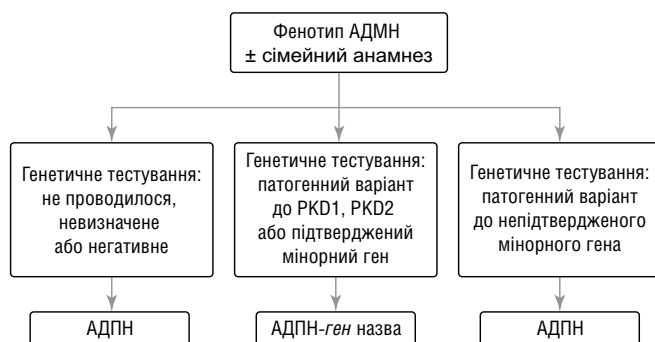 Фенотип АДМН
± сімейний анамнез
Генетичне тестування:
не проводилося,
невизначене
або негативне
Генетичне тестування:
патогенний варіант
до PKD1, PKD2
або підтверджений
мінорний ген
Генетичне тестування:
патогенний варіант
до непідтвердженого
мінорного гена
АДПН
АДПН-ген назва
АДПН